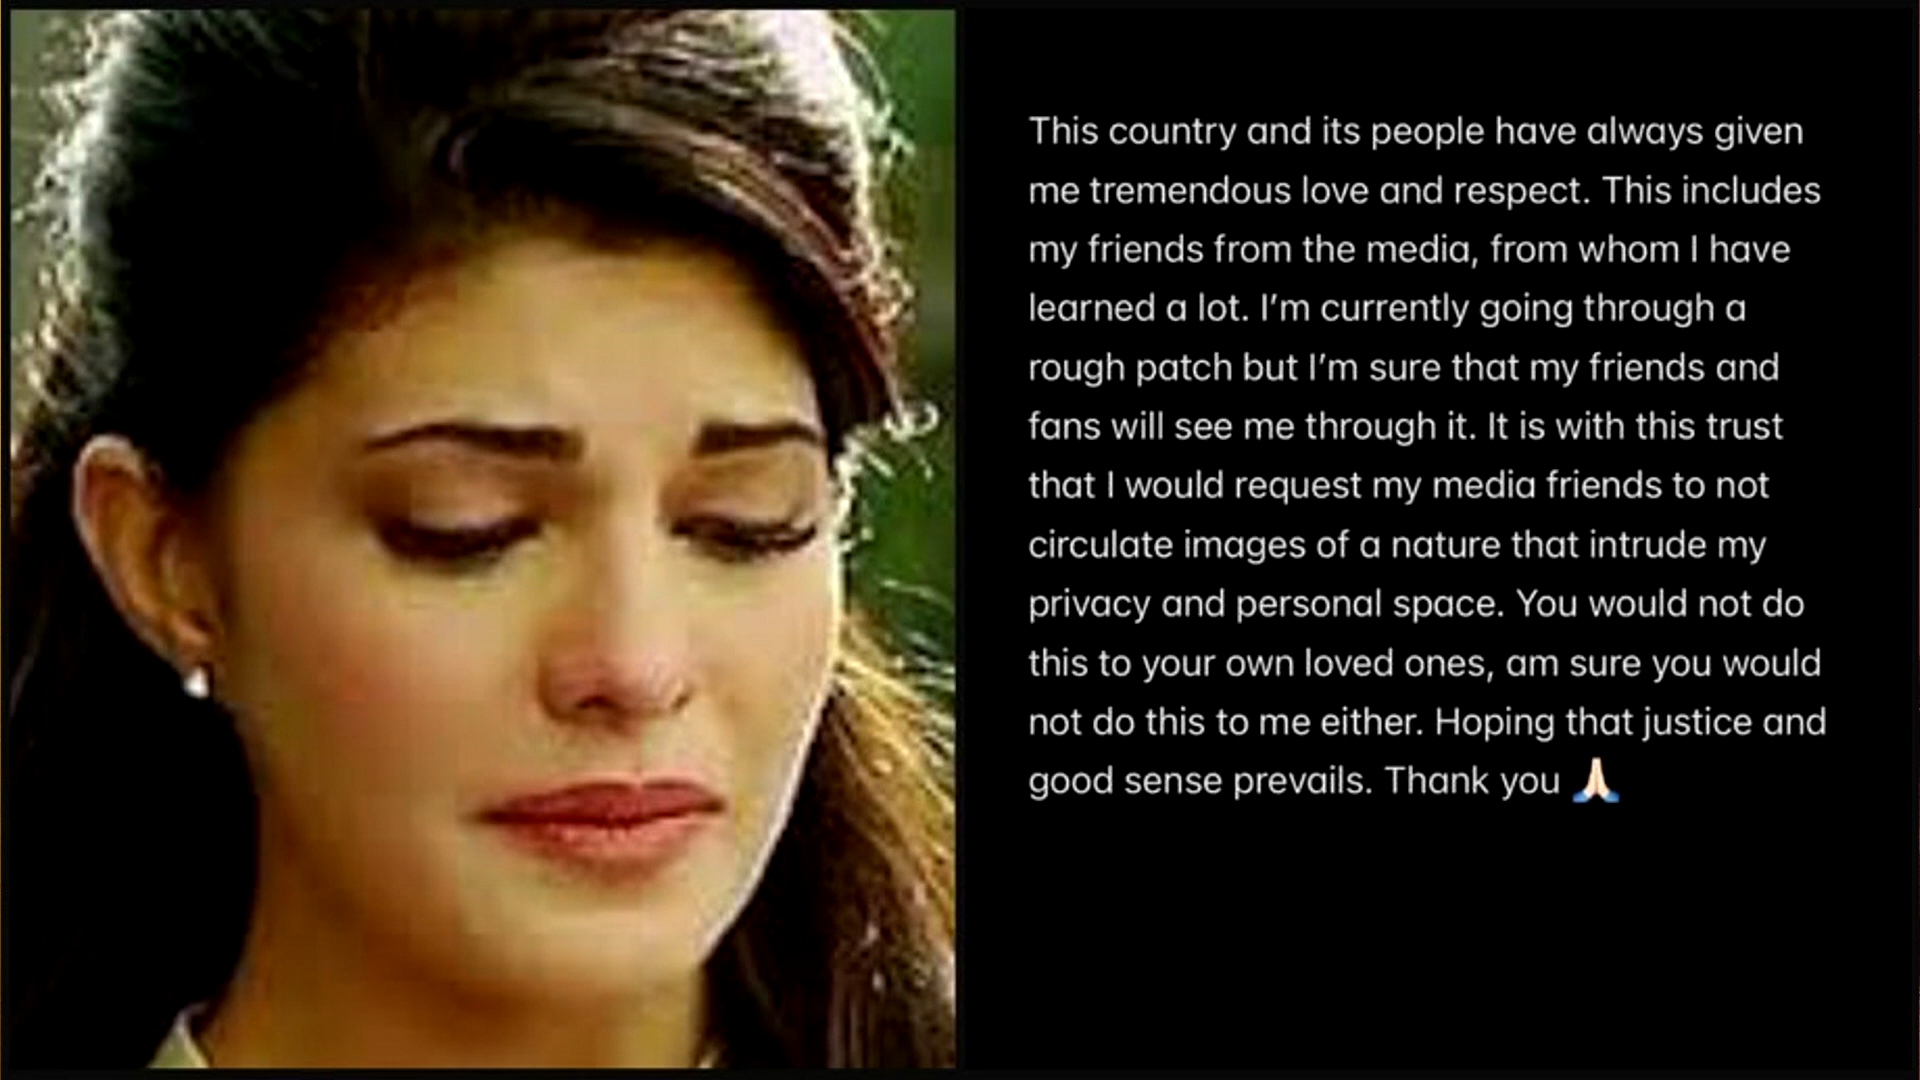 This country and its people have always given
me tremendous love and respect. This includes
my friends from the media, from whom I have
learned a lot. I’m currently going through a
rough patch but I’m sure that my friends and
fans will see me through it. It is with this trust
that I would request my media friends to not
circulate images of a nature that intrude my
privacy and personal space. You would not do
this to your own loved ones, am sure you would
not do this to me either. Hoping that justice and
good sense prevails. Thank you 🙏🏻